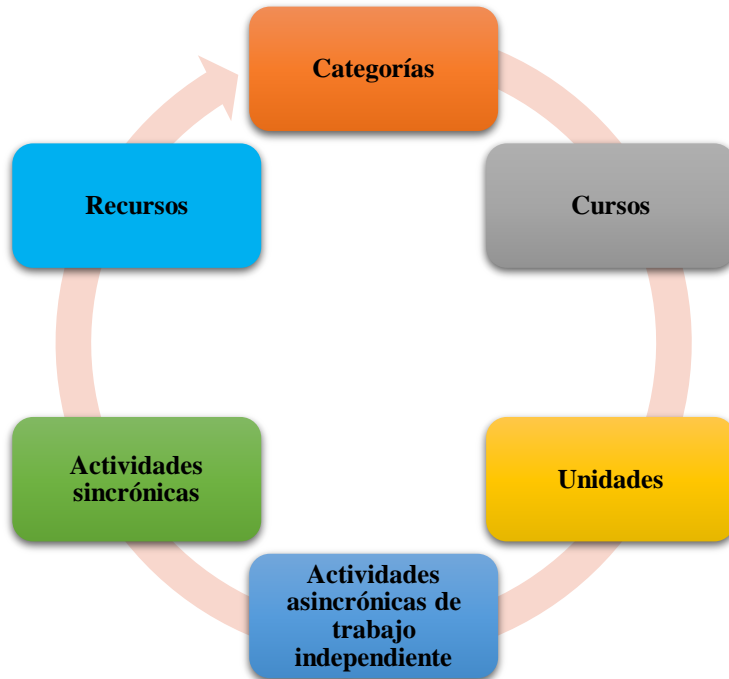 Categorías
Cursos
Unidades
Actividades
asincrónicas de
trabajo
independiente
Actividades
sincrónicas
Recursos